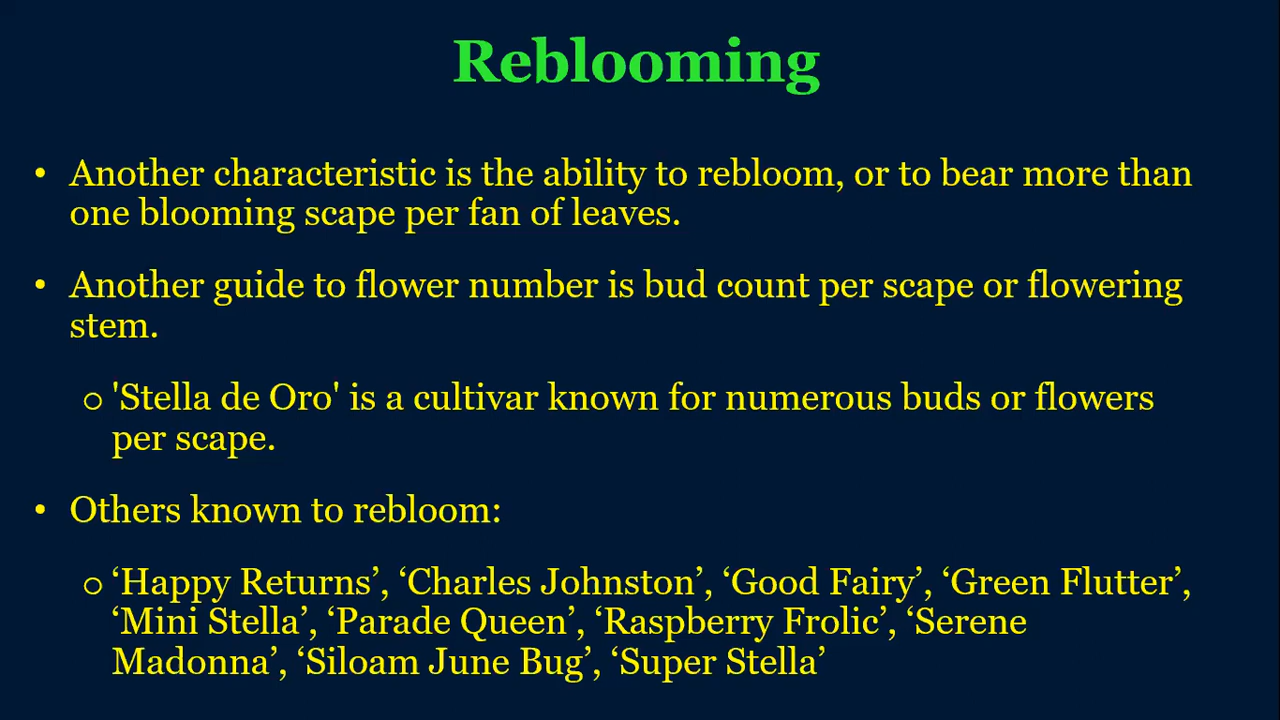 Reblooming
• Another characteristic is the ability to rebloom, or to bear more than
one blooming scape per fan of leaves.
• Another guide to flower number is bud count per scape or flowering
stem.
o 'Stella de Oro' is a cultivar known for numerous buds or flowers
per scape.
• Others known to rebloom:
o ‘Happy Returns’, ‘Charles Johnston’, ‘Good Fairy’, ‘Green Flutter’,
‘Mini Stella’, ‘Parade Queen’, ‘Raspberry Frolic’, ‘Serene
Madonna’, ‘Siloam June Bug’, ‘Super Stella’